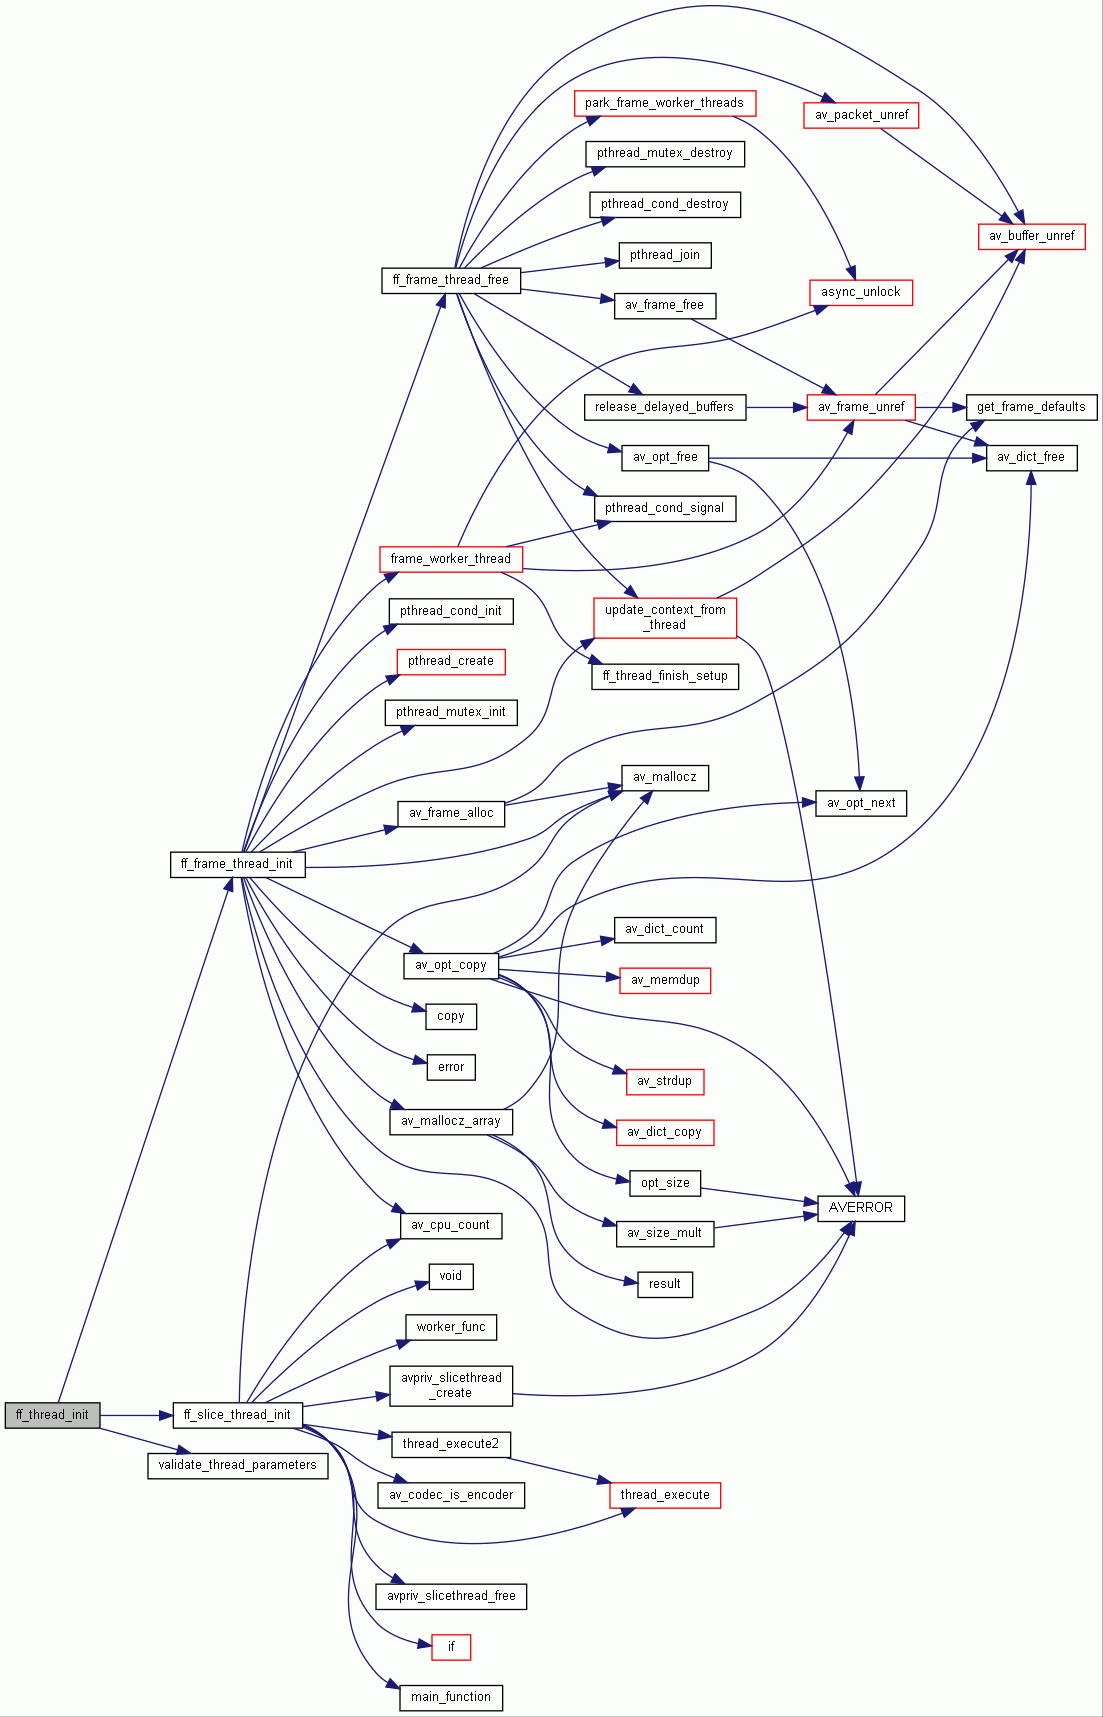 park_frame_worker_threads
av_packet_unref
pthread_mutex_destroy
pthread_cond_destroy
av_buffer_unref
pthread_join
ff_frame_thread_free
async_unlock
av_frame_free
release_delayed_buffers
av_frame_unref
get_frame_defaults
av_opt_free
av_dict_free
pthread_cond_signal
frame_worker_thread
pthread_cond_init
update_context_from
_thread
pthread_create
ff_thread_finish_setup
pthread_mutex_init
av_mallocz
av_opt_next
av_frame_alloc
ff_frame_thread_init
av_dict_count
av_opt_copy
av_memdup
copy
error
av_strdup
av_mallocz_array
av_dict_copy
opt_size
AVERROR
av_cpu_count
av_size_mult
void
result
worker_func
avpriv_slicethread
_create
ff_thread_init
ff_slice_thread_init
thread_execute2
validate_thread_parameters
av_codec_is_encoder
thread_execute
avpriv_slicethread_free
if
main_function